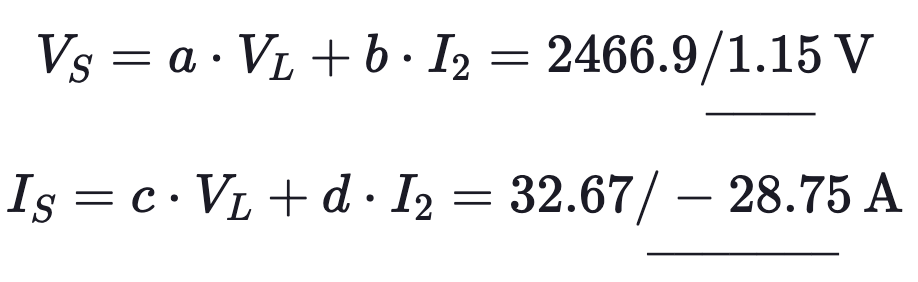 V_S = a · V_L + b · I_2 = 2466.9/1.15 V
I_S = c · V_L + d · I_2 = 32.67/ − 28.75 A